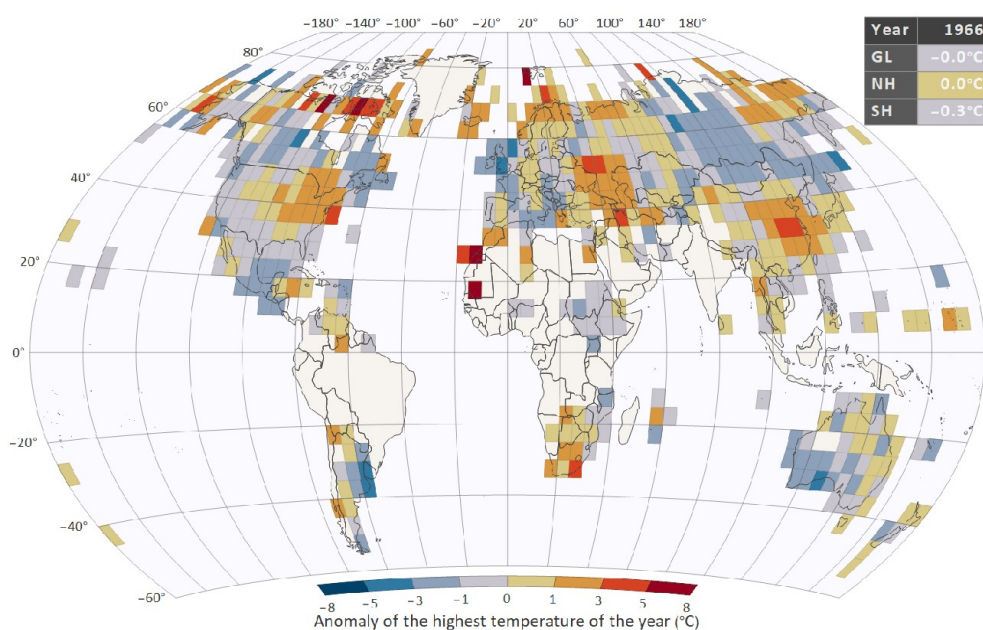 −180° −140° −100° −60° −20° 20° 60° 100° 140° 180°
80°
60°
40°
20°
0°
−20°
−40°
−60°
Year 1966
GL −0.0°C
NH 0.0°C
SH −0.3°C
−8 −5 −3 −1 0 1 3 5 8
Anomaly of the highest temperature of the year (°C)